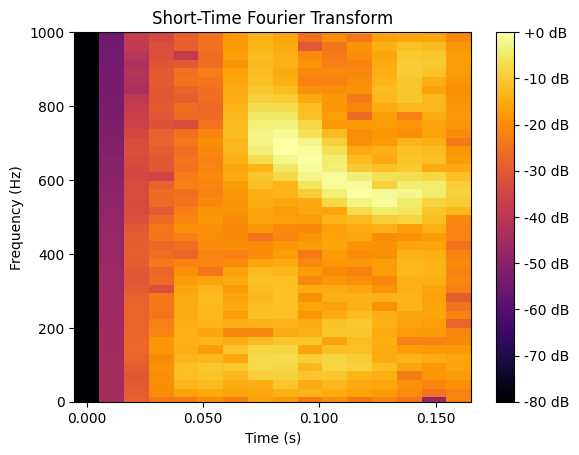 Short-Time Fourier Transform
1000
800
600
400
200
0
Frequency (Hz)
0.000
0.050
0.100
0.150
Time (s)
+0 dB
-10 dB
-20 dB
-30 dB
-40 dB
-50 dB
-60 dB
-70 dB
-80 dB